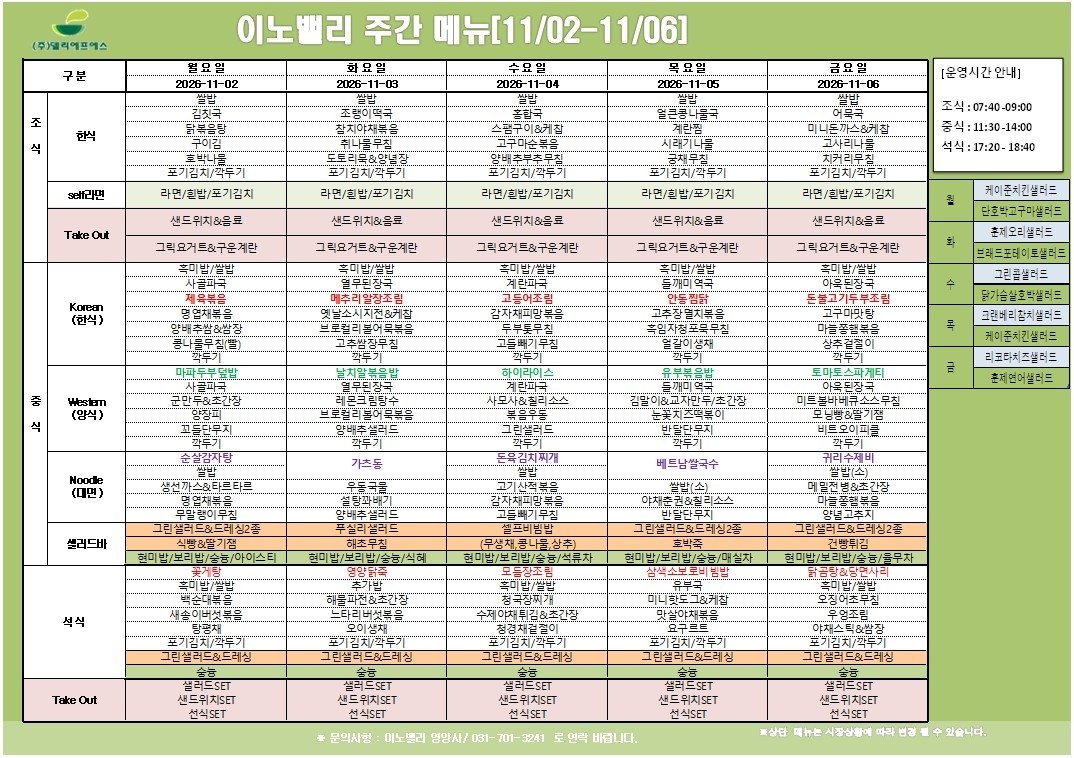 (주)델리에프에스
이노밸리 주간 메뉴[11/02-11/06]
구분 월요일 화요일 수요일 목요일 금요일
2026-11-02 2026-11-03 2026-11-04 2026-11-05 2026-11-06
조식
한식
쌀밥 쌀밥 쌀밥 쌀밥 쌀밥
김칫국 조랭이떡국 홍합국 얼큰콩나물국 어묵국
닭볶음탕 참치야채볶음 스팸구이&케찹 계란찜 미니돈까스&케찹
구이김 취나물무침 고구마순볶음 시래기나물 고사리나물
호박나물 도토리묵&양념장 양배추부추무침 궁채무침 치커리무침
포기김치/깍두기 포기김치/깍두기 포기김치/깍두기 포기김치/깍두기 포기김치/깍두기
self라면 라면/흰밥/포기김치 라면/흰밥/포기김치 라면/흰밥/포기김치 라면/흰밥/포기김치 라면/흰밥/포기김치
Take Out
샌드위치&음료 샌드위치&음료 샌드위치&음료 샌드위치&음료 샌드위치&음료
그릭요거트&구운계란 그릭요거트&구운계란 그릭요거트&구운계란 그릭요거트&구운계란 그릭요거트&구운계란
중식
Korean
(한식)
흑미밥/쌀밥 흑미밥/쌀밥 흑미밥/쌀밥 흑미밥/쌀밥 흑미밥/쌀밥
사골파국 열무된장국 계란파국 들깨미역국 아욱된장국
제육볶음 메추리알장조림 고등어조림 안동찜닭 돈불고기두부조림
명엽채볶음 옛날소시지전&케찹 감자채피망볶음 고추장멸치볶음 고구마맛탕
양배추쌈&쌈장 브로컬리볼어묵볶음 두부톳무침 흑임자청포묵무침 마늘쫑햄볶음
콩나물무침(빨) 고추쌈장무침 고들빼기무침 얼갈이생채 상추겉절이
깍두기 깍두기 깍두기 깍두기 깍두기
Western
(양식)
마파두부덮밥 날치알볶음밥 하이라이스 유부볶음밥 토마토스파게티
사골파국 열무된장국 계란파국 들깨미역국 아욱된장국
군만두&초간장 레몬크림탕수 사모사&칠리소스 김말이&교자만두/초간장 미트볼바베큐소스무침
양장피 브로컬리볼어묵볶음 볶음우동 눈꽃치즈떡볶이 모닝빵&딸기잼
꼬들단무지 양배추샐러드 그린샐러드 반달단무지 비트오이피클
깍두기 깍두기 깍두기 깍두기 깍두기
Noodle
(대면)
순살감자탕 가츠동 돈육김치찌개 베트남쌀국수 귀리수제비
쌀밥 쌀밥 쌀밥(소)
생선까스&타르타르 우동국물 고기산적볶음 쌀밥(소) 메밀전병&초간장
명엽채볶음 설탕꽈배기 감자채피망볶음 야채춘권&칠리소스 마늘쫑햄볶음
무말랭이무침 양배추샐러드 고들빼기무침 반달단무지 양념고추지
샐러드바
그린샐러드&드레싱2종 푸실리샐러드 셀프비빔밥 그린샐러드&드레싱2종 그린샐러드&드레싱2종
식빵&딸기잼 해초무침 (무생채,콩나물,상추) 호박죽 건빵튀김
현미밥/보리밥/숭늉/아이스티 현미밥/보리밥/숭늉/식혜 현미밥/보리밥/숭늉/석류차 현미밥/보리밥/숭늉/매실차 현미밥/보리밥/숭늉/율무차
석식
꽃게탕 영양닭죽 모듬장조림 삼색소보로비빔밥 닭곰탕&당면사리
흑미밥/쌀밥 추가밥 흑미밥/쌀밥 유부국 흑미밥/쌀밥
백순대볶음 해물파전&초간장 청국장찌개 미니핫도그&케찹 오징어초무침
새송이버섯볶음 느타리버섯볶음 수제야채튀김&초간장 맛살야채볶음 우엉조림
탕평채 오이생채 청경채겉절이 요구르트 야채스틱&쌈장
포기김치/깍두기 포기김치/깍두기 포기김치/깍두기 포기김치/깍두기 포기김치/깍두기
그린샐러드&드레싱 그린샐러드&드레싱 그린샐러드&드레싱 그린샐러드&드레싱 그린샐러드&드레싱
숭늉 숭늉 숭늉 숭늉 숭늉
Take Out
샐러드SET 샐러드SET 샐러드SET 샐러드SET 샐러드SET
샌드위치SET 샌드위치SET 샌드위치SET 샌드위치SET 샌드위치SET
선식SET 선식SET 선식SET 선식SET 선식SET
[운영시간 안내]
조식 : 07:40 -09:00
중식 : 11:30 -14:00
석식 : 17:20 - 18:40
월
케이준치킨샐러드
단호박고구마샐러드
화
훈제오리샐러드
브래드포테이토샐러드
수
그린콥샐러드
닭가슴살호박샐러드
목
크랜베리참치샐러드
케이준치킨샐러드
금
리코타치즈샐러드
훈제연어샐러드
※ 문의사항 : 이노밸리 영양사/ 031-701-3241 로 연락 바랍니다.
※상단 메뉴는 시장상황에 따라 변경 될 수 있습니다.